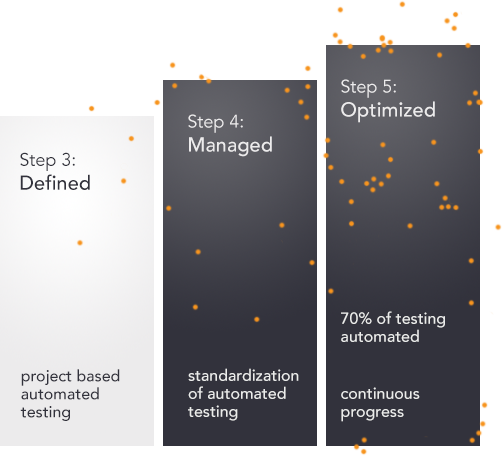 Step 3:
Defined
project based
automated
testing
Step 4:
Managed
standardization
of automated
testing
Step 5:
Optimized
70% of testing
automated
continuous
progress